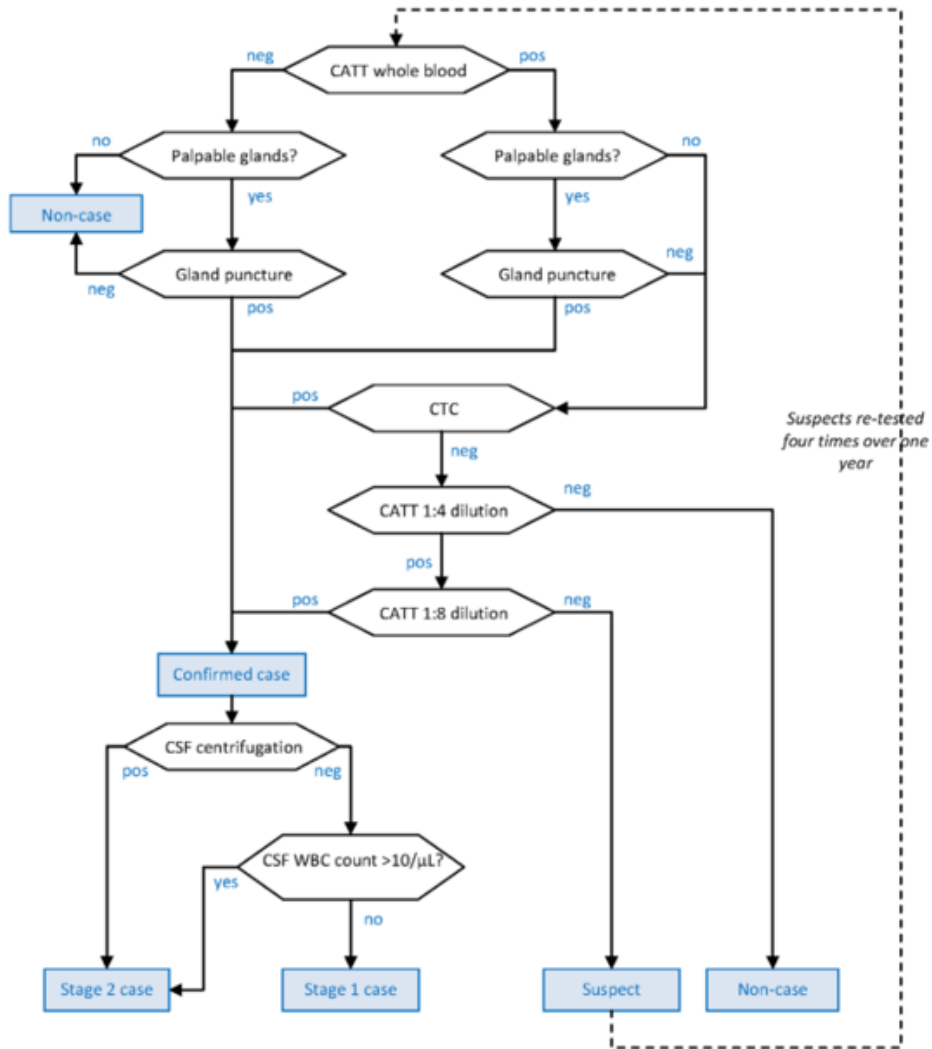 neg
CATT whole blood
pos
no
Palpable glands?
Palpable glands?
no
yes
yes
Non-case
neg
Gland puncture
Gland puncture
neg
pos
pos
pos
CTC
Suspects re-tested
four times over one
year
neg
neg
CATT 1:4 dilution
pos
pos
CATT 1:8 dilution
neg
Confirmed case
CSF centrifugation
pos
neg
CSF WBC count >10/µL?
yes
no
Stage 2 case
Stage 1 case
Suspect
Non-case